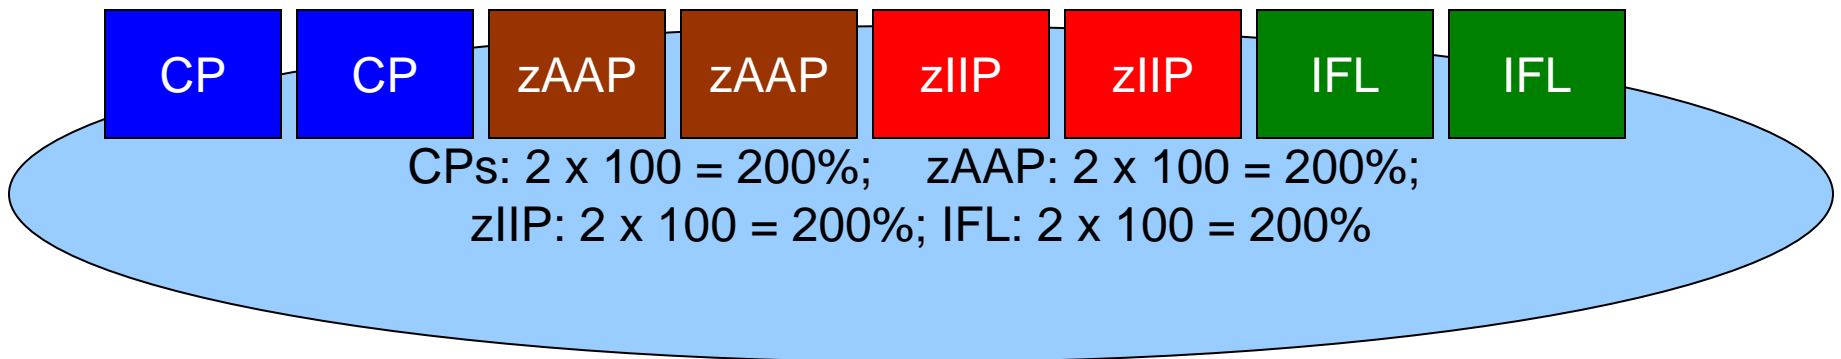 CP CP zAAP zAAP zIIP zIIP IFL IFL
CPs: 2 x 100 = 200%; zAAP: 2 x 100 = 200%;
zIIP: 2 x 100 = 200%; IFL: 2 x 100 = 200%